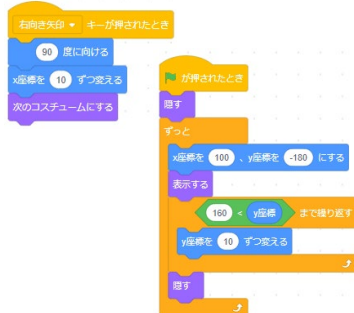 右向き矢印 ▼ キーが押されたとき
90 度に向ける
x座標を 10 ずつ変える
次のコスチュームにする
が押されたとき
隠す
ずっと
x座標を 100 、y座標を -180 にする
表示する
160 < y座標 まで繰り返す
y座標を 10 ずつ変える
隠す